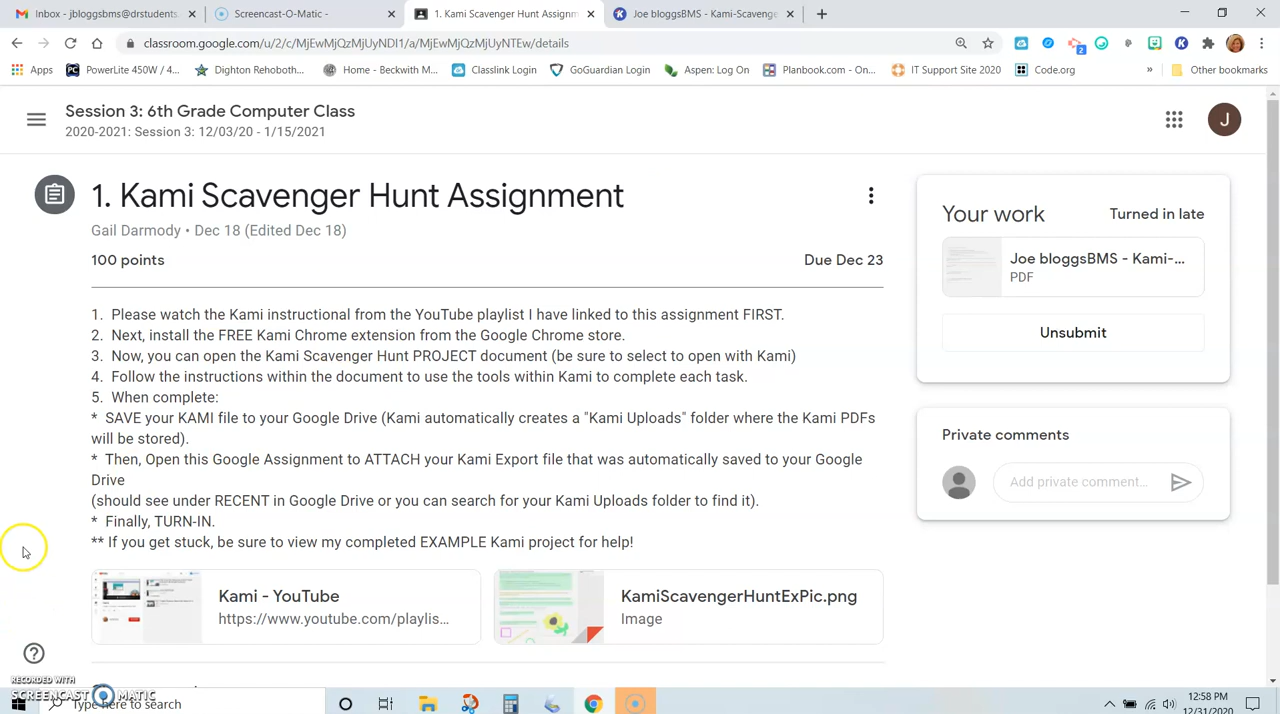 Inbox - jbloggsbms@drstudents.
Screencast-O-Matic -
1. Kami Scavenger Hunt Assignm
Joe bloggsBMS - Kami-Scavenge
classroom.google.com/u/2/c/MjEwMjQzMjUyNDI1/a/MjEwMjQzMjUyNTEw/details
2
Apps
PowerLite 450W / 4...
Dighton Rehoboth...
Home - Beckwith M...
Classlink Login
GoGuardian Login
Aspen: Log On
Planbook.com - On...
IT Support Site 2020
Code.org
»
Other bookmarks
Session 3: 6th Grade Computer Class
2020-2021: Session 3: 12/03/20 - 1/15/2021
J
1. Kami Scavenger Hunt Assignment
Gail Darmody • Dec 18 (Edited Dec 18)
100 points
Due Dec 23
1. Please watch the Kami instructional from the YouTube playlist I have linked to this assignment FIRST.
2. Next, install the FREE Kami Chrome extension from the Google Chrome store.
3. Now, you can open the Kami Scavenger Hunt PROJECT document (be sure to select to open with Kami)
4. Follow the instructions within the document to use the tools within Kami to complete each task.
5. When complete:
* SAVE your KAMI file to your Google Drive (Kami automatically creates a "Kami Uploads" folder where the Kami PDFs
will be stored).
* Then, Open this Google Assignment to ATTACH your Kami Export file that was automatically saved to your Google
Drive
(should see under RECENT in Google Drive or you can search for your Kami Uploads folder to find it).
* Finally, TURN-IN.
** If you get stuck, be sure to view my completed EXAMPLE Kami project for help!
Kami - YouTube
https://www.youtube.com/playlis...
KamiScavengerHuntExPic.png
Image
Your work
Turned in late
Joe bloggsBMS - Kami-...
PDF
Unsubmit
Private comments
Add private comment...
RECORDED WITH
SCREENCAST MATIC
Type here to search
12:58 PM
12/31/2020